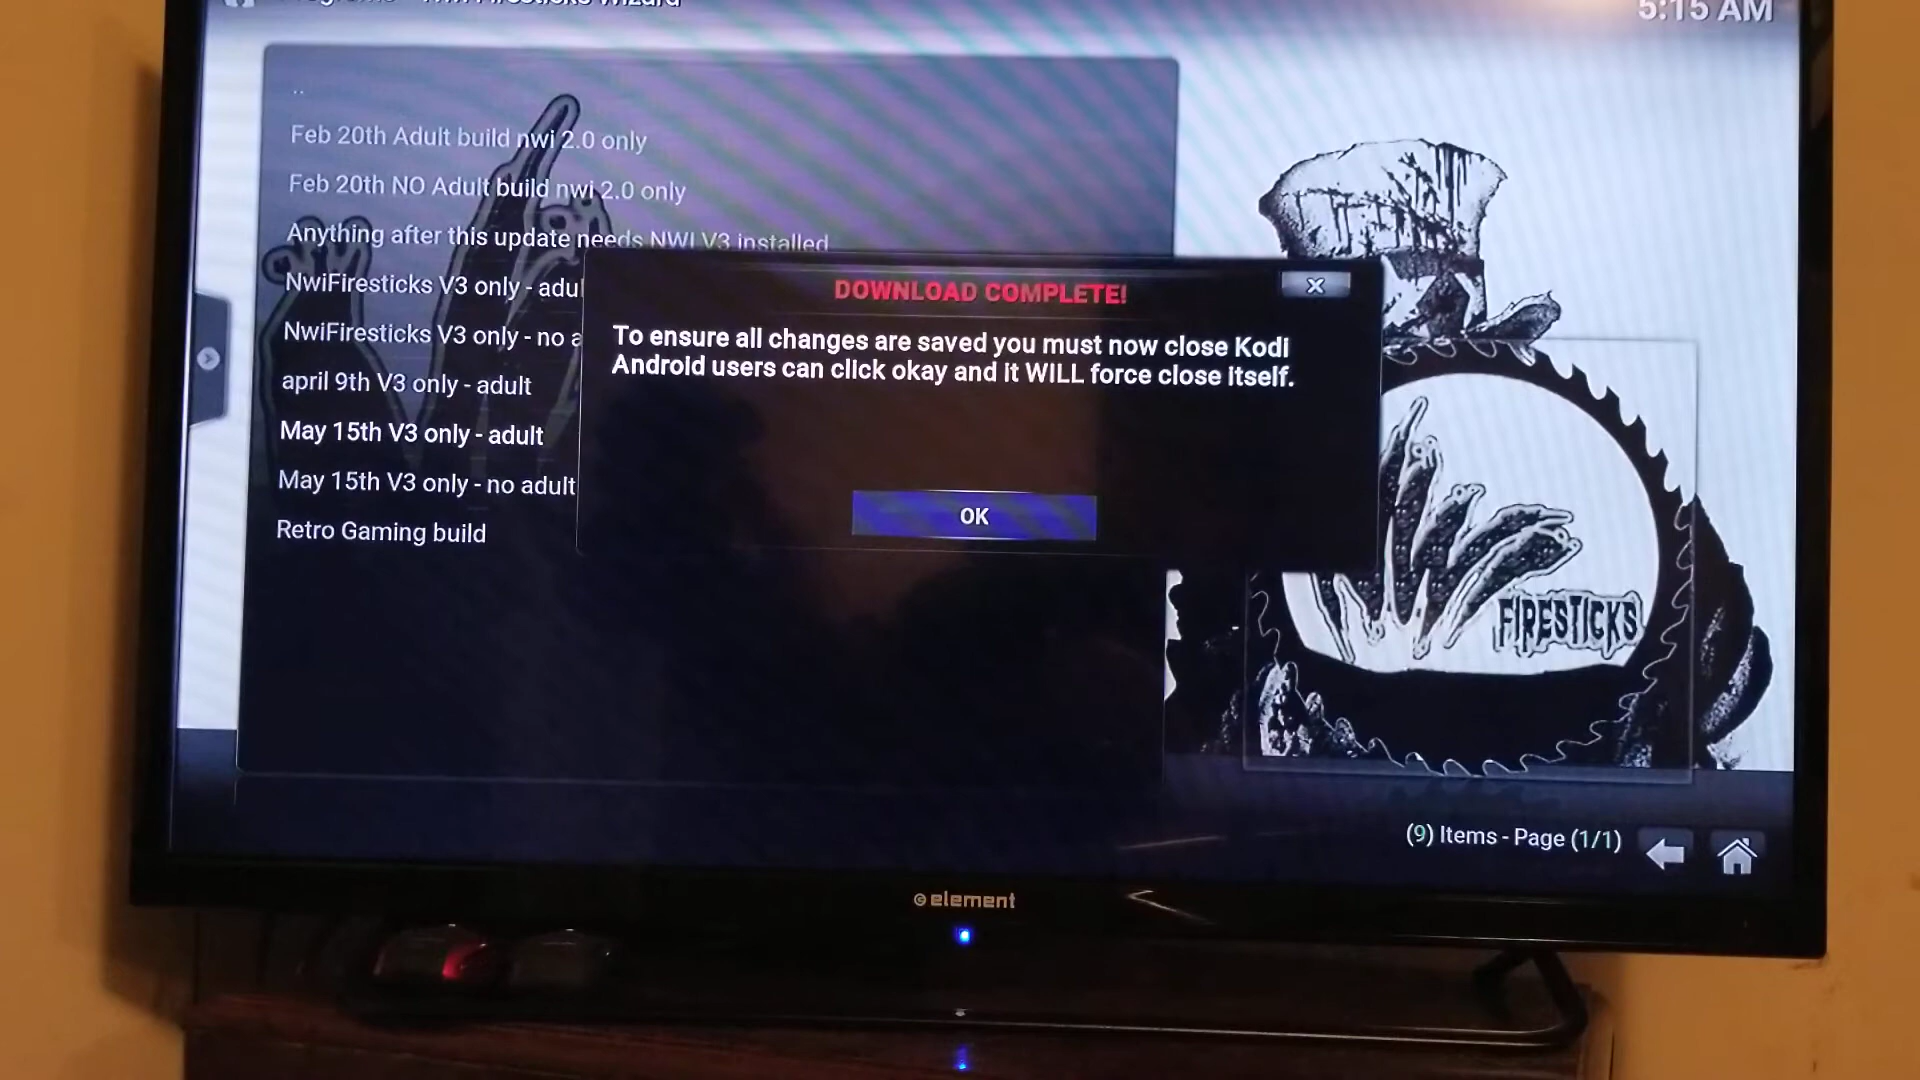 Wizard
5:15 AM
..
Feb 20th Adult build nwi 2.0 only
Feb 20th NO Adult build nwi 2.0 only
Anything after this update needs NWI V3 installed
NwiFiresticks V3 only - adul
NwiFiresticks V3 only - no a
april 9th V3 only - adult
May 15th V3 only - adult
May 15th V3 only - no adult
Retro Gaming build
DOWNLOAD COMPLETE!
To ensure all changes are saved you must now close Kodi
Android users can click okay and it WILL force close itself.
OK
FIRESTICKS
(9) Items - Page (1/1)
element